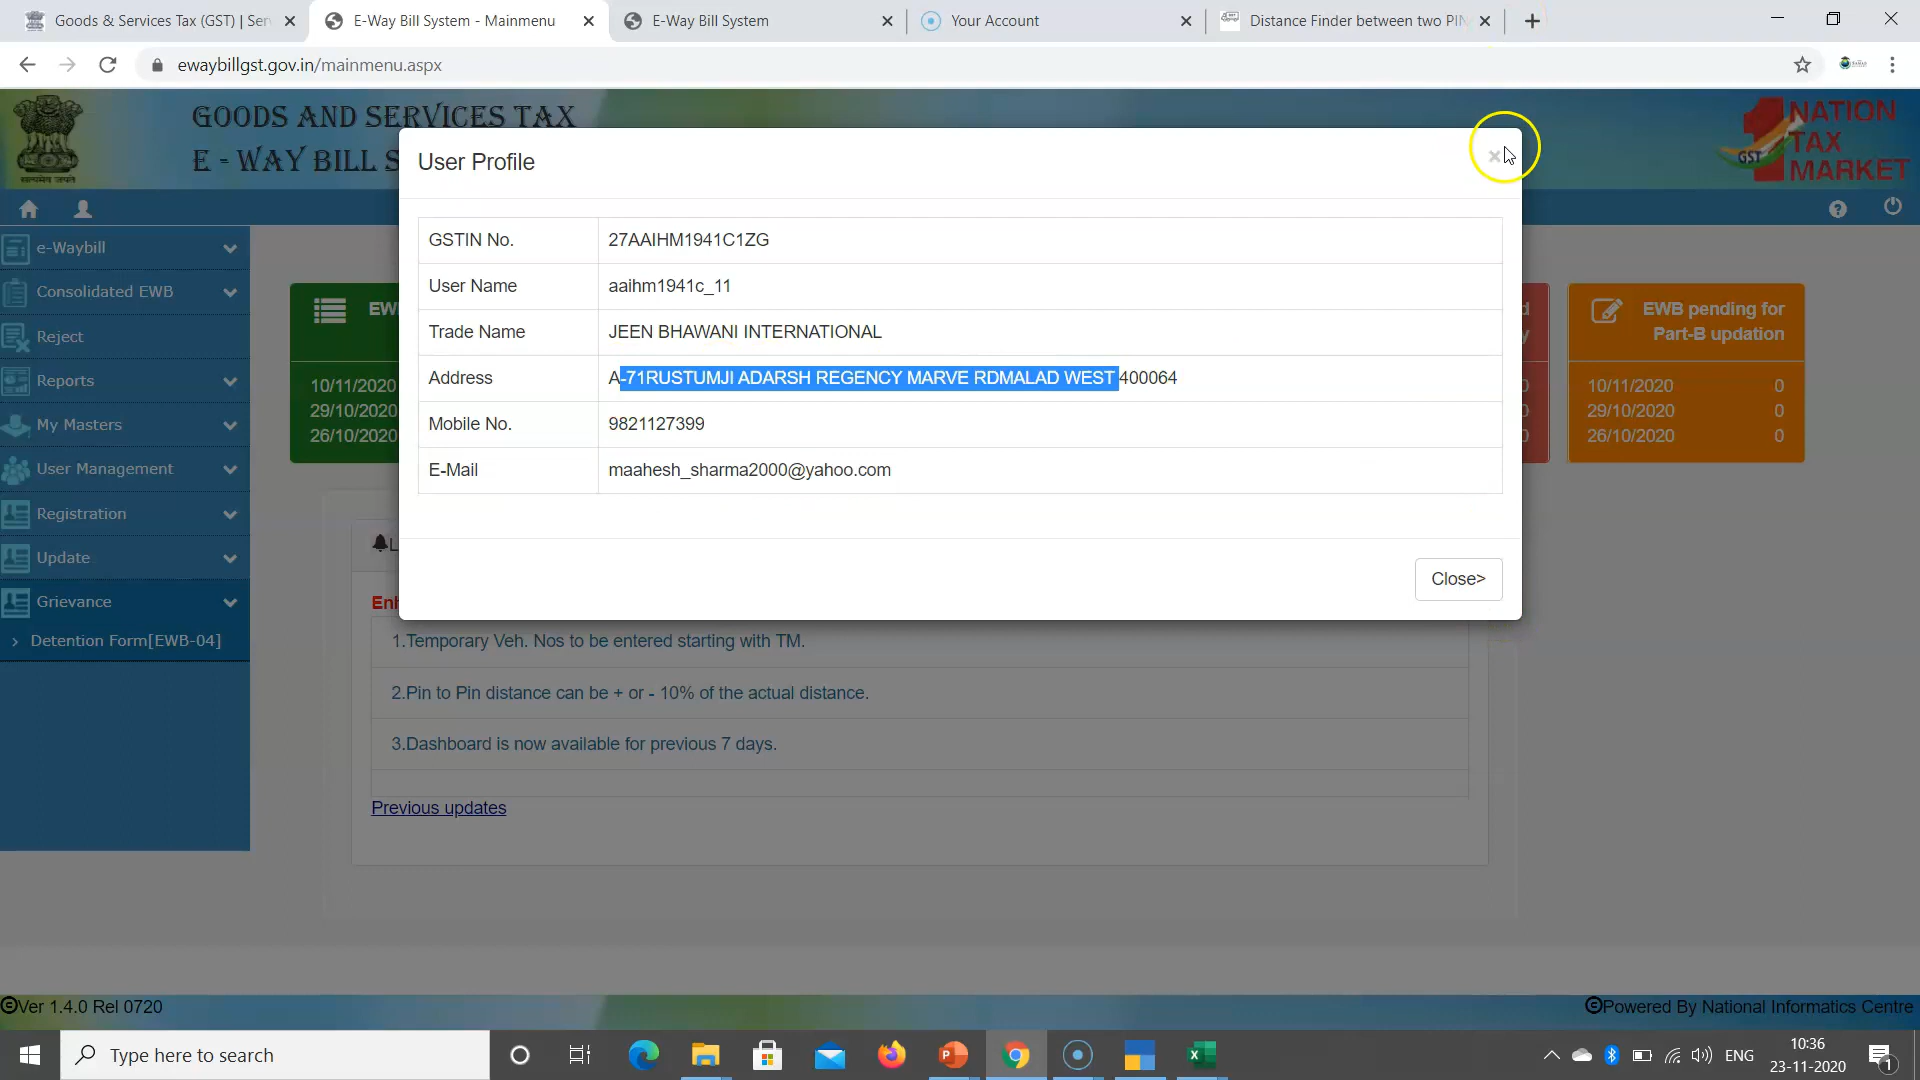 Goods & Services Tax (GST) | Ser
E-Way Bill System - Mainmenu
E-Way Bill System
Your Account
Distance Finder between two PIN
ewaybillgst.gov.in/mainmenu.aspx
GOODS AND SERVICES TAX
E - WAY BILL S
NATION
TAX
MARKET
GST
1
User Profile
×
GSTIN No. 27AAIHM1941C1ZG
User Name aaihm1941c_11
Trade Name JEEN BHAWANI INTERNATIONAL
Address A-71RUSTUMJI ADARSH REGENCY MARVE RDMALAD WEST 400064
Mobile No. 9821127399
E-Mail maahesh_sharma2000@yahoo.com
Close>
e-Waybill
Consolidated EWB
Reject
Reports
My Masters
User Management
Registration
Update
Grievance
Detention Form[EWB-04]
EW
10/11/2020
29/10/2020
26/10/2020
d
y
0
0
0
EWB pending for
Part-B updation
10/11/2020 0
29/10/2020 0
26/10/2020 0
L
Enh
1.Temporary Veh. Nos to be entered starting with TM.
2.Pin to Pin distance can be + or - 10% of the actual distance.
3.Dashboard is now available for previous 7 days.
Previous updates
©Ver 1.4.0 Rel 0720
©Powered By National Informatics Centre
Type here to search
ENG
10:36
23-11-2020
1